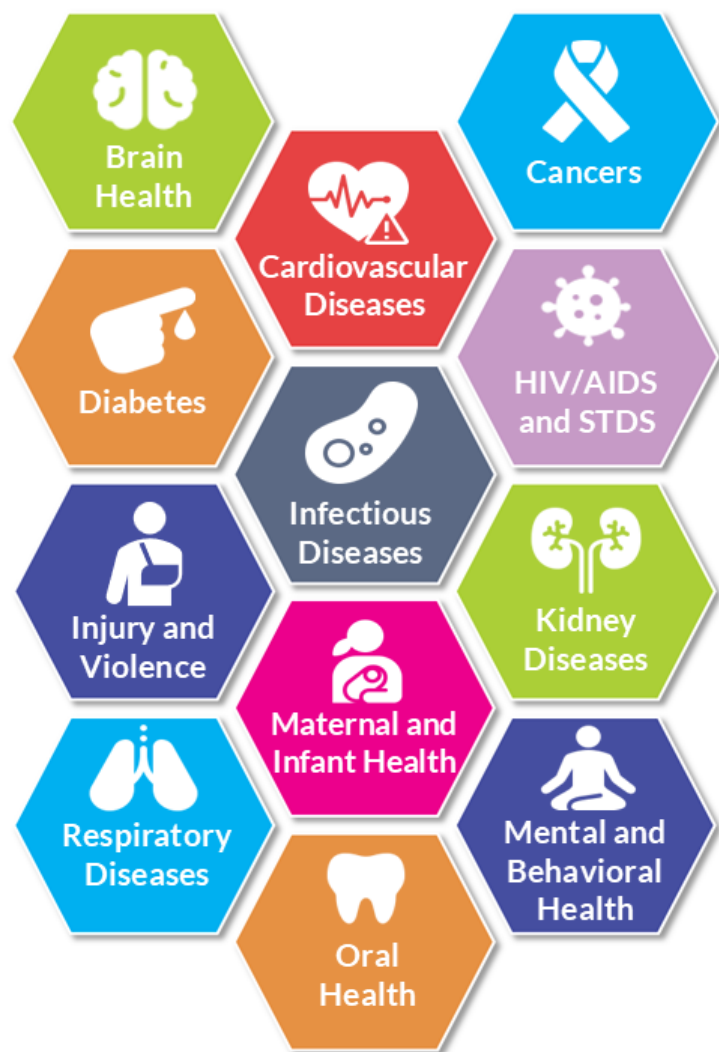 Brain
Health
Cancers
Cardiovascular
Diseases
Diabetes
HIV/AIDS
and STDS
Infectious
Diseases
Injury and
Violence
Kidney
Diseases
Maternal and
Infant Health
Respiratory
Diseases
Mental and
Behavioral
Health
Oral
Health